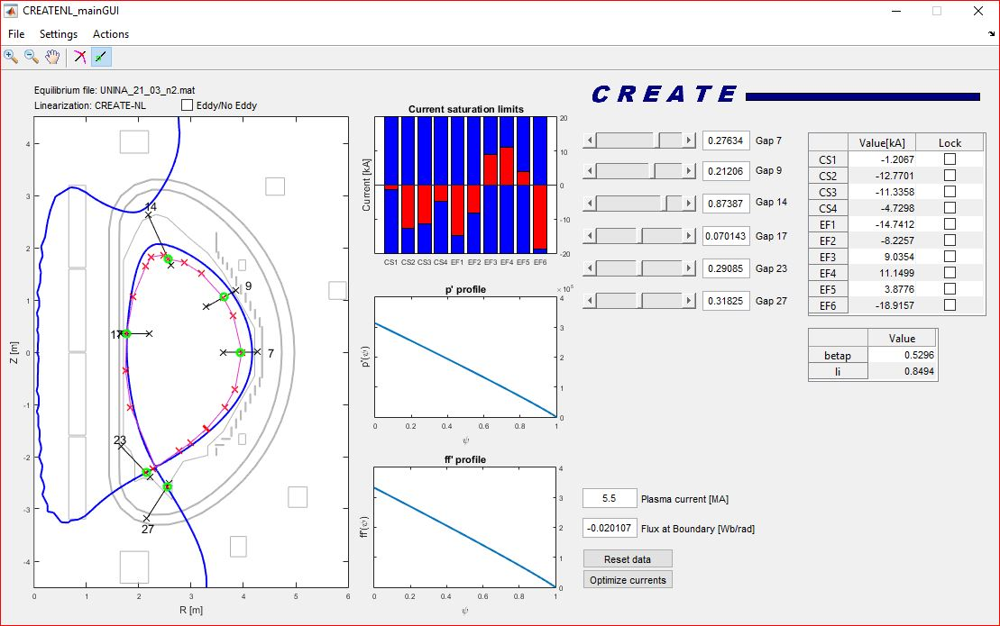 CREATENL_mainGUI
File Settings Actions
Equilibrium file: UNINA_21_03_n2.mat
Linearization: CREATE-NL Eddy/No Eddy
4
3
2
1
0
-1
-2
-3
-4
Z [m]
0 1 2 3 4 5 6
R [m]
14
9
17
7
23
27
Current saturation limits
20
10
0
-10
-20
Current [kA]
CS1 CS2 CS3 CS4 EF1 EF2 EF3 EF4 EF5 EF6
p' profile
×10⁵
4
3
2
1
0
p'(ψ)
0 0.2 0.4 0.6 0.8 1
ψ
ff' profile
4
3
2
1
0
ff'(ψ)
0 0.2 0.4 0.6 0.8 1
ψ
CREATE
0.27634 Gap 7
0.21206 Gap 9
0.87387 Gap 14
0.070143 Gap 17
0.29085 Gap 23
0.31825 Gap 27
Value[kA] Lock
CS1 -1.2067
CS2 -12.7701
CS3 -11.3358
CS4 -4.7298
EF1 -14.7412
EF2 -8.2257
EF3 9.0354
EF4 11.1499
EF5 3.8776
EF6 -18.9157
Value
betap 0.5296
li 0.8494
5.5 Plasma current [MA]
-0.020107 Flux at Boundary [Wb/rad]
Reset data
Optimize currents